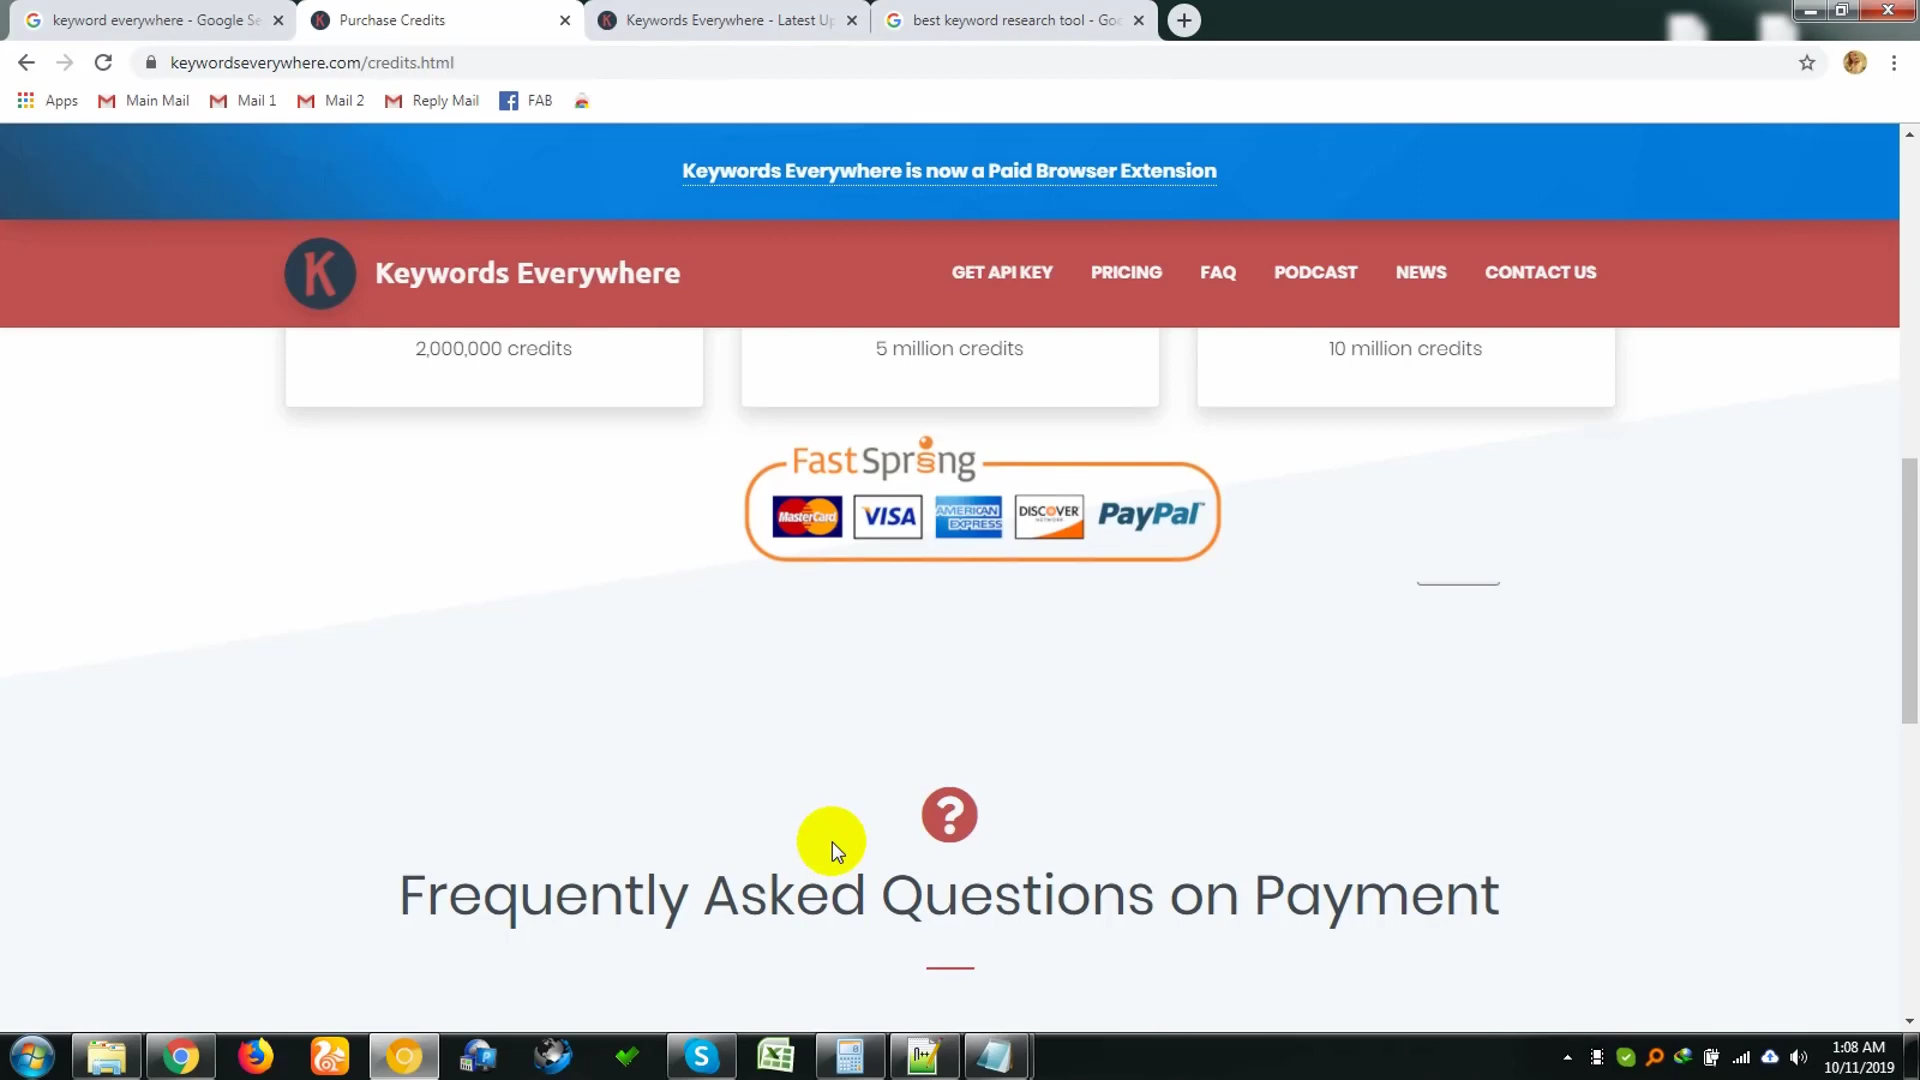 keyword everywhere - Google Se
Purchase Credits
Keywords Everywhere - Latest Up
best keyword research tool - Goo
keywordseverywhere.com/credits.html
Apps
Main Mail
Mail 1
Mail 2
Reply Mail
FAB
Keywords Everywhere is now a Paid Browser Extension
K
Keywords Everywhere
GET API KEY
PRICING
FAQ
PODCAST
NEWS
CONTACT US
2,000,000 credits
5 million credits
10 million credits
FastSpring
MasterCard
VISA
AMERICAN EXPRESS
DISCOVER
NETWORK
PayPal
?
Frequently Asked Questions on Payment
1:08 AM
10/11/2019